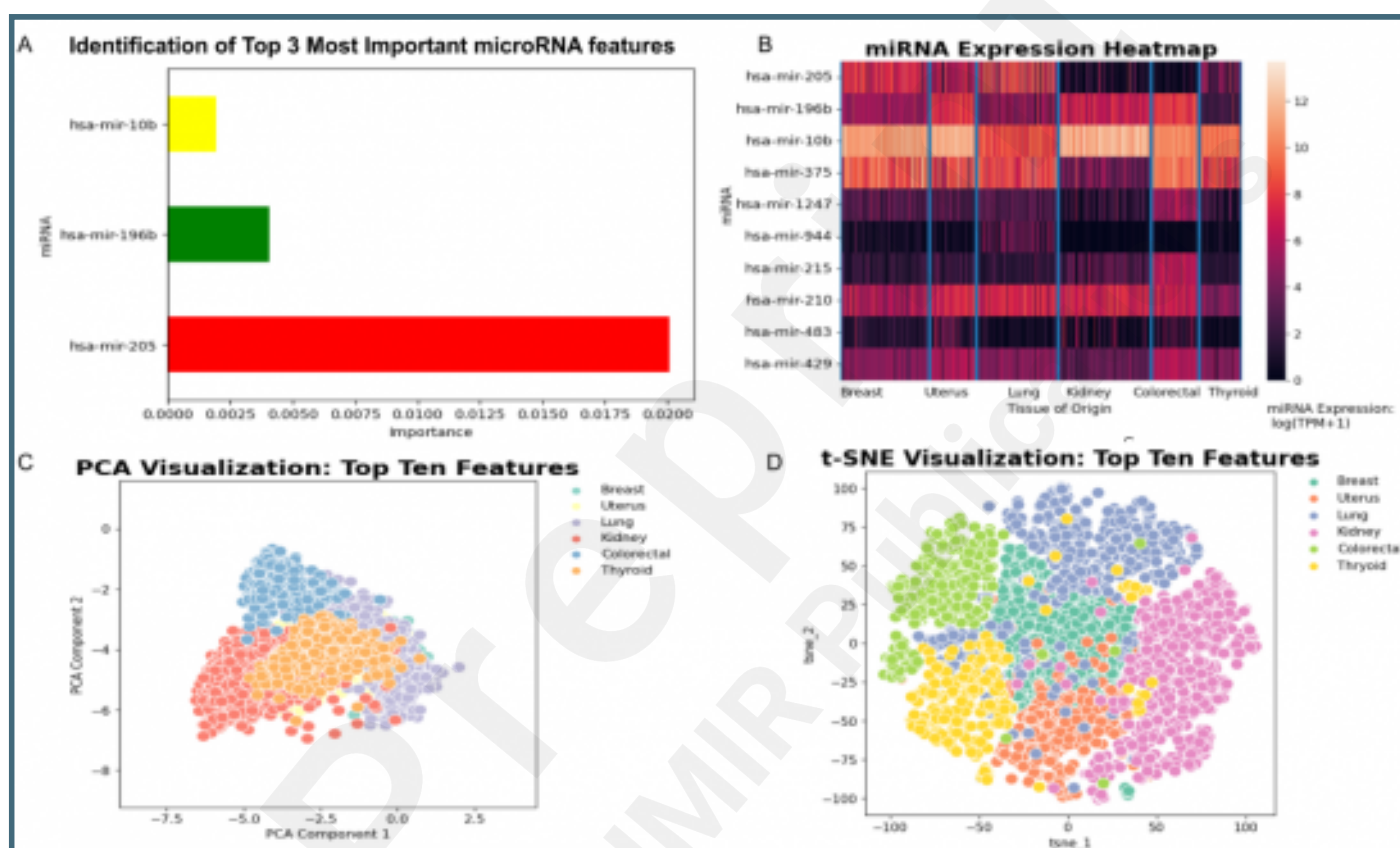 A
Identification of Top 3 Most Important microRNA features
miRNA
hsa-mir-10b
hsa-mir-196b
hsa-mir-205
0.0000 0.0025 0.0050 0.0075 0.0100 0.0125 0.0150 0.0175 0.0200
Importance
B
miRNA Expression Heatmap
miRNA
hsa-mir-205
hsa-mir-196b
hsa-mir-10b
hsa-mir-375
hsa-mir-1247
hsa-mir-944
hsa-mir-215
hsa-mir-210
hsa-mir-483
hsa-mir-429
Breast Uterus Lung Kidney Colorectal Thyroid
Tissue of Origin
12
10
8
6
4
2
0
miRNA Expression:
log(TPM+1)
C
PCA Visualization: Top Ten Features
PCA Component 2
0
−2
−4
−6
−8
−7.5 −5.0 −2.5 0.0 2.5
PCA Component 1
Breast
Uterus
Lung
Kidney
Colorectal
Thyroid
D
t-SNE Visualization: Top Ten Features
tsne_2
100
75
50
25
0
−25
−50
−75
−100
−100 −50 0 50 100
tsne_1
Breast
Uterus
Lung
Kidney
Colorecta
Thryoid
Preprint
JMIR Publications